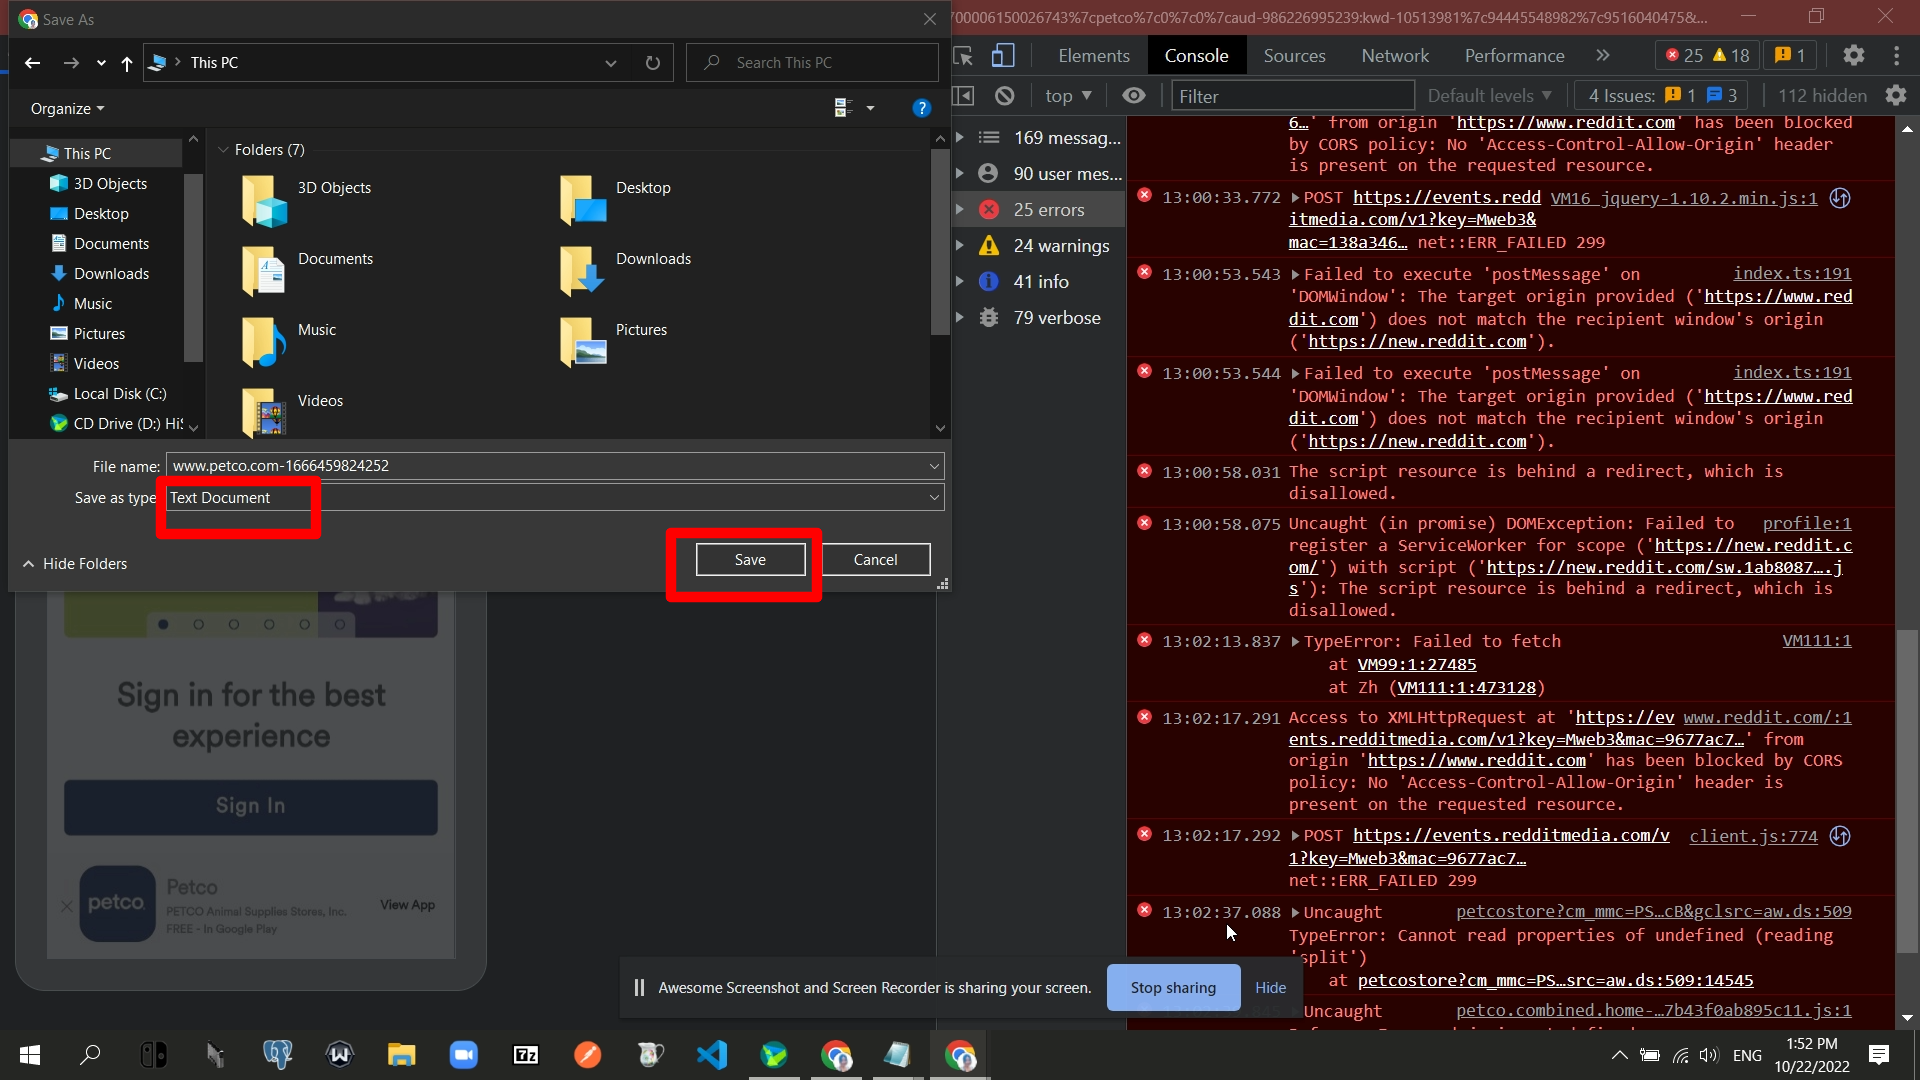 Save As
700006150026743%7cpetco%7c0%7c0%7caud-986226995239:kwd-10513981%7c94445548982%7c9516040475&...
This PC
Search This PC
Organize
This PC
3D Objects
Desktop
Documents
Downloads
Music
Pictures
Videos
Local Disk (C:)
CD Drive (D:) Hi
Folders (7)
3D Objects
Desktop
Documents
Downloads
Music
Pictures
Videos
File name: www.petco.com-1666459824252
Save as type Text Document
Hide Folders
Save
Cancel
Elements
Console
Sources
Network
Performance
25
18
1
top
Filter
Default levels
4 Issues: 1 3
112 hidden
169 messag...
90 user mes...
25 errors
24 warnings
41 info
79 verbose
6…' from origin 'https://www.reddit.com' has been blocked
by CORS policy: No 'Access-Control-Allow-Origin' header
is present on the requested resource.
13:00:33.772 POST https://events.redd VM16 jquery-1.10.2.min.js:1
itmedia.com/v1?key=Mweb3&
mac=138a346… net::ERR_FAILED 299
13:00:53.543 Failed to execute 'postMessage' on index.ts:191
'DOMWindow': The target origin provided ('https://www.red
dit.com') does not match the recipient window's origin
('https://new.reddit.com').
13:00:53.544 Failed to execute 'postMessage' on index.ts:191
'DOMWindow': The target origin provided ('https://www.red
dit.com') does not match the recipient window's origin
('https://new.reddit.com').
13:00:58.031 The script resource is behind a redirect, which is
disallowed.
13:00:58.075 Uncaught (in promise) DOMException: Failed to profile:1
register a ServiceWorker for scope ('https://new.reddit.c
om/') with script ('https://new.reddit.com/sw.1ab8087….j
s'): The script resource is behind a redirect, which is
disallowed.
13:02:13.837 TypeError: Failed to fetch VM111:1
at VM99:1:27485
at Zh (VM111:1:473128)
13:02:17.291 Access to XMLHttpRequest at 'https://ev www.reddit.com/:1
ents.redditmedia.com/v1?key=Mweb3&mac=9677ac7…' from
origin 'https://www.reddit.com' has been blocked by CORS
policy: No 'Access-Control-Allow-Origin' header is
present on the requested resource.
13:02:17.292 POST https://events.redditmedia.com/v client.js:774
1?key=Mweb3&mac=9677ac7…
net::ERR_FAILED 299
13:02:37.088 Uncaught petcostore?cm_mmc=PS…cB&gclsrc=aw.ds:509
TypeError: Cannot read properties of undefined (reading
'split')
at petcostore?cm_mmc=PS…src=aw.ds:509:14545
Uncaught petco.combined.home-…7b43f0ab895c11.js:1
Sign in for the best
experience
Sign In
petco
Petco
PETCO Animal Supplies Stores, Inc.
FREE - In Google Play
View App
Awesome Screenshot and Screen Recorder is sharing your screen.
Stop sharing
Hide
7z
ENG
1:52 PM
10/22/2022